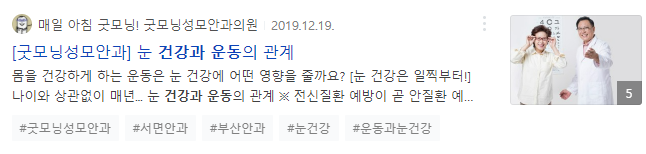 매일 아침 굿모닝! 굿모닝성모안과의원 2019.12.19.
[굿모닝성모안과] 눈 건강과 운동의 관계
몸을 건강하게 하는 운동은 눈 건강에 어떤 영향을 줄까요? [눈 건강은 일찍부터!]
나이와 상관없이 매년... 눈 건강과 운동의 관계 ※ 전신질환 예방이 곧 안질환 예...
#굿모닝성모안과 #서면안과 #부산안과 #눈건강 #운동과눈건강
5